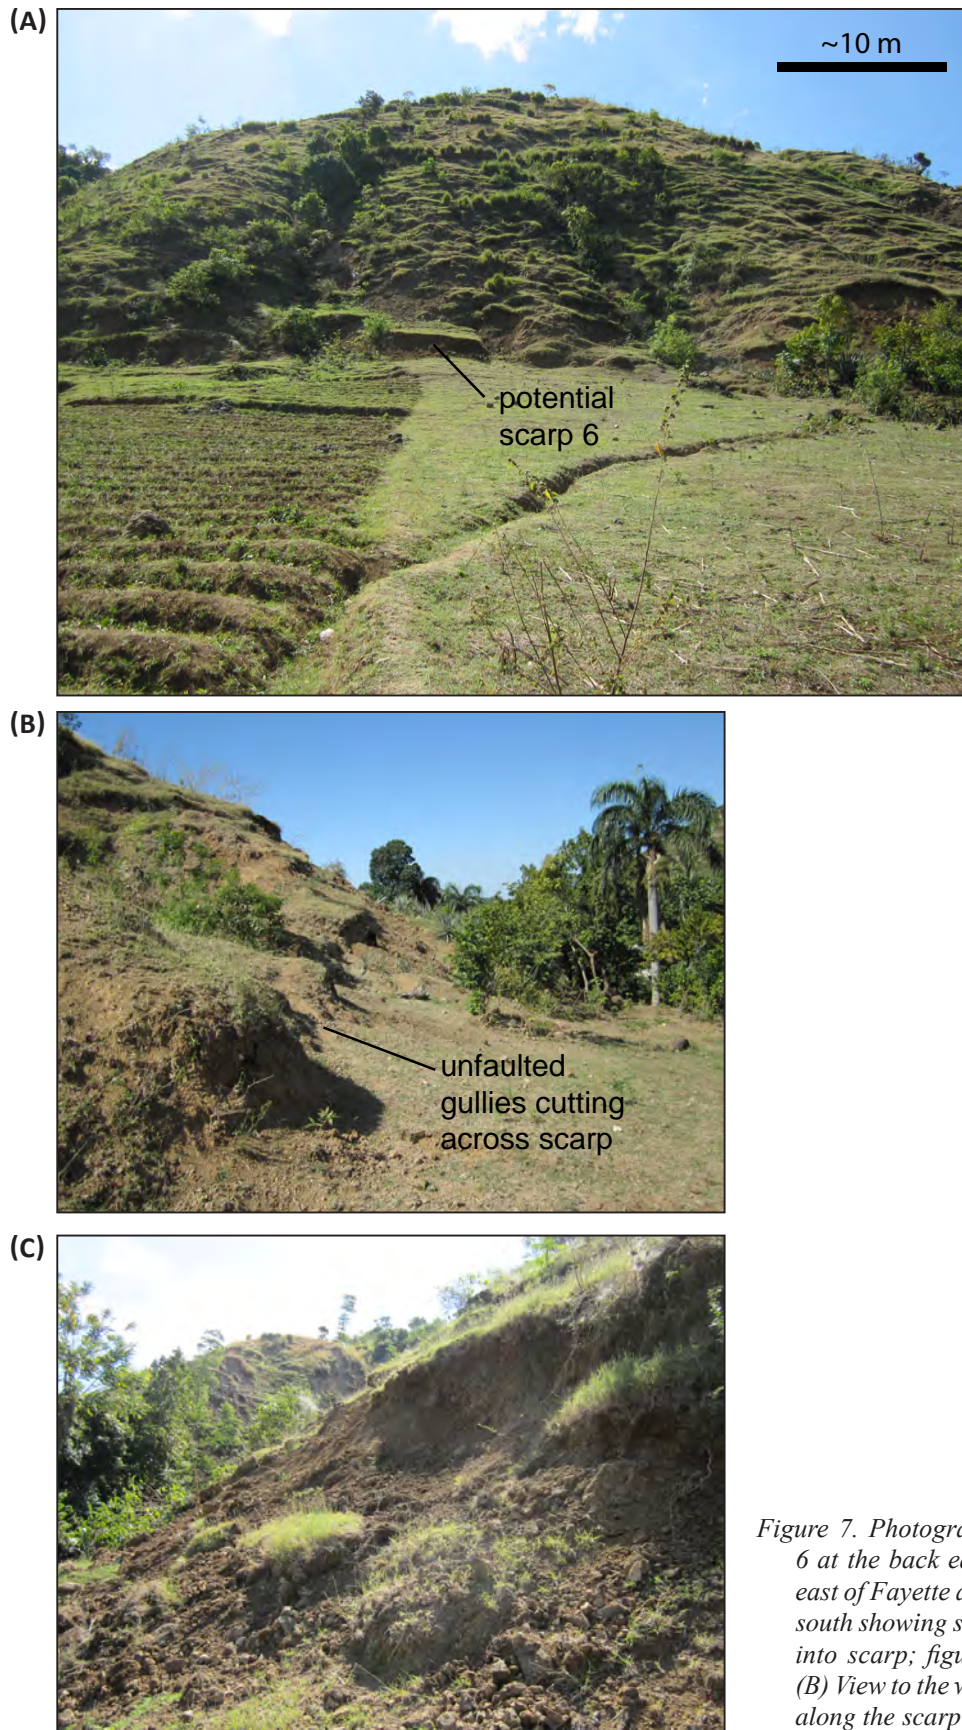 (A)
~10 m
potential
scarp 6
(B)
unfaulted
gullies cutting
across scarp
(C)
Figure 7. Photogra
6 at the back ea
east of Fayette a
south showing s
into scarp; figu
(B) View to the w
along the scarp